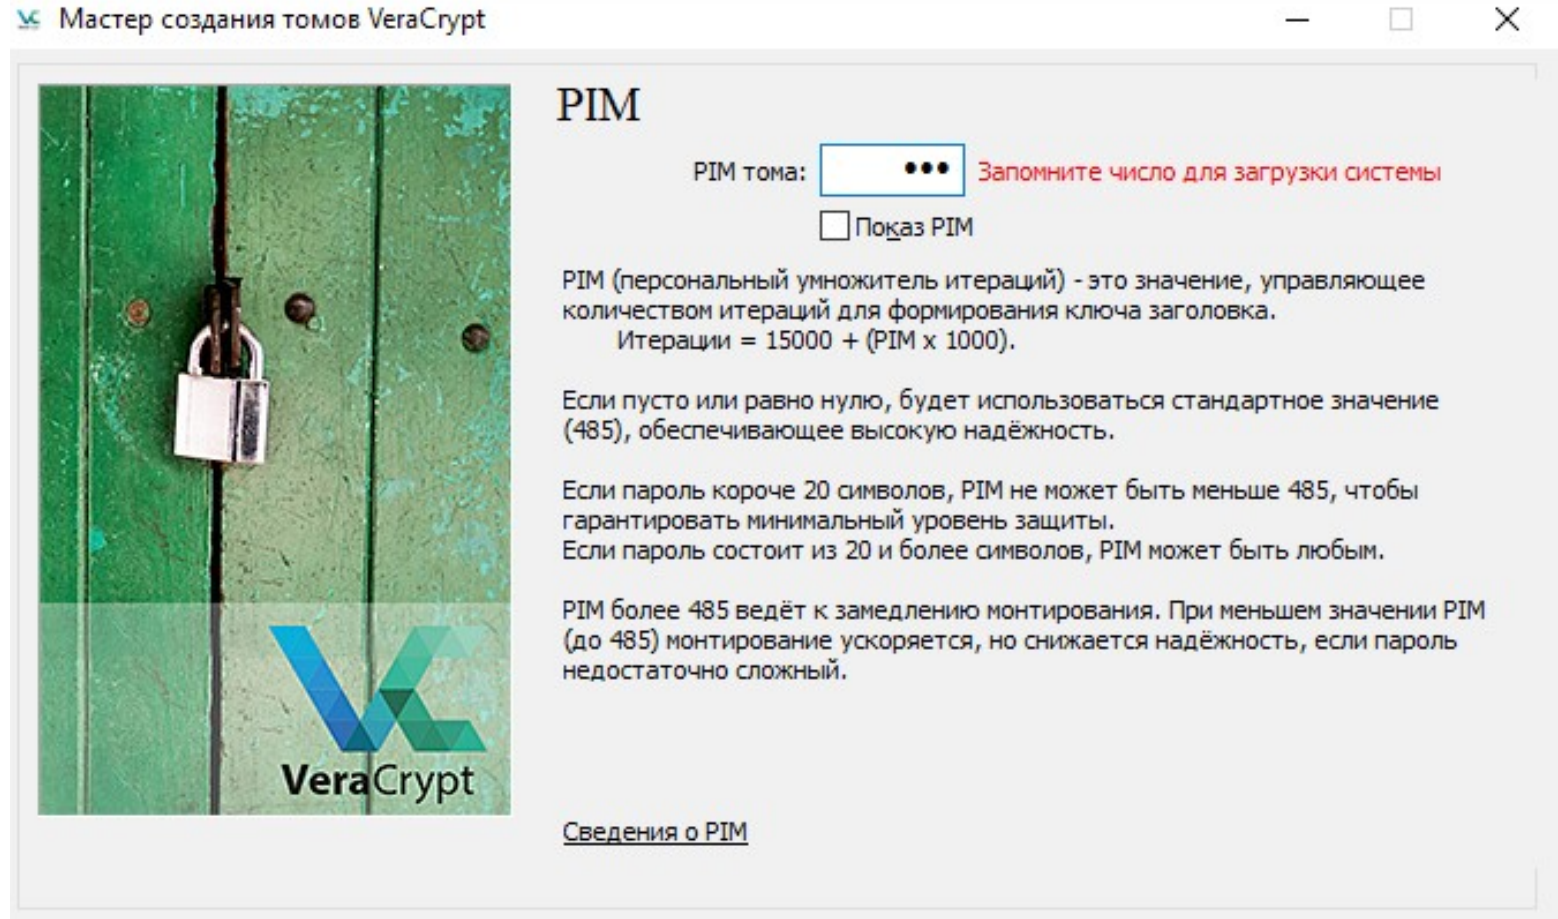 Мастер создания томов VeraCrypt
PIM
PIM тома: ●●● Запомните число для загрузки системы
Показ PIM
PIM (персональный умножитель итераций) - это значение, управляющее
количеством итераций для формирования ключа заголовка.
Итерации = 15000 + (PIM x 1000).
Если пусто или равно нулю, будет использоваться стандартное значение
(485), обеспечивающее высокую надёжность.
Если пароль короче 20 символов, PIM не может быть меньше 485, чтобы
гарантировать минимальный уровень защиты.
Если пароль состоит из 20 и более символов, PIM может быть любым.
PIM более 485 ведёт к замедлению монтирования. При меньшем значении PIM
(до 485) монтирование ускоряется, но снижается надёжность, если пароль
недостаточно сложный.
VeraCrypt
Сведения о PIM